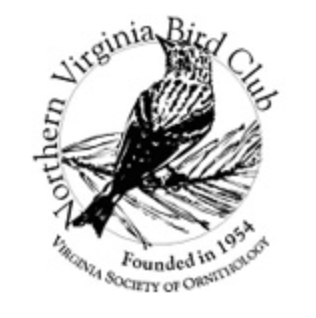 Northern Virginia Bird Club
Founded in 1954
VIRGINIA SOCIETY OF ORNITHOLOGY